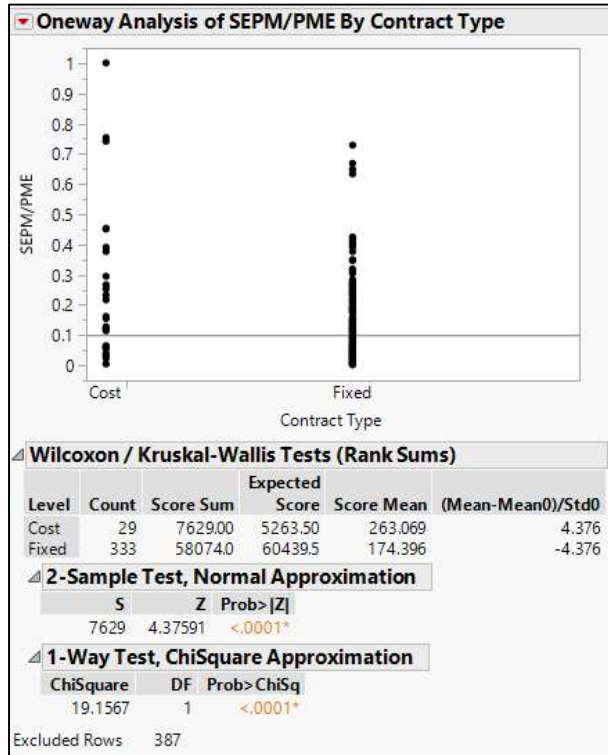 Oneway Analysis of SEPM/PME By Contract Type
1
0.9
0.8
0.7
0.6
0.5
0.4
0.3
0.2
0.1
0
SEPM/PME
Cost Fixed
Contract Type
Wilcoxon / Kruskal-Wallis Tests (Rank Sums)
Expected
Level Count Score Sum Score Score Mean (Mean-Mean0)/Std0
Cost 29 7629.00 5263.50 263.069 4.376
Fixed 333 58074.0 60439.5 174.396 -4.376
2-Sample Test, Normal Approximation
S Z Prob>|Z|
7629 4.37591 <.0001*
1-Way Test, ChiSquare Approximation
ChiSquare DF Prob>ChiSq
19.1567 1 <.0001*
Excluded Rows 387